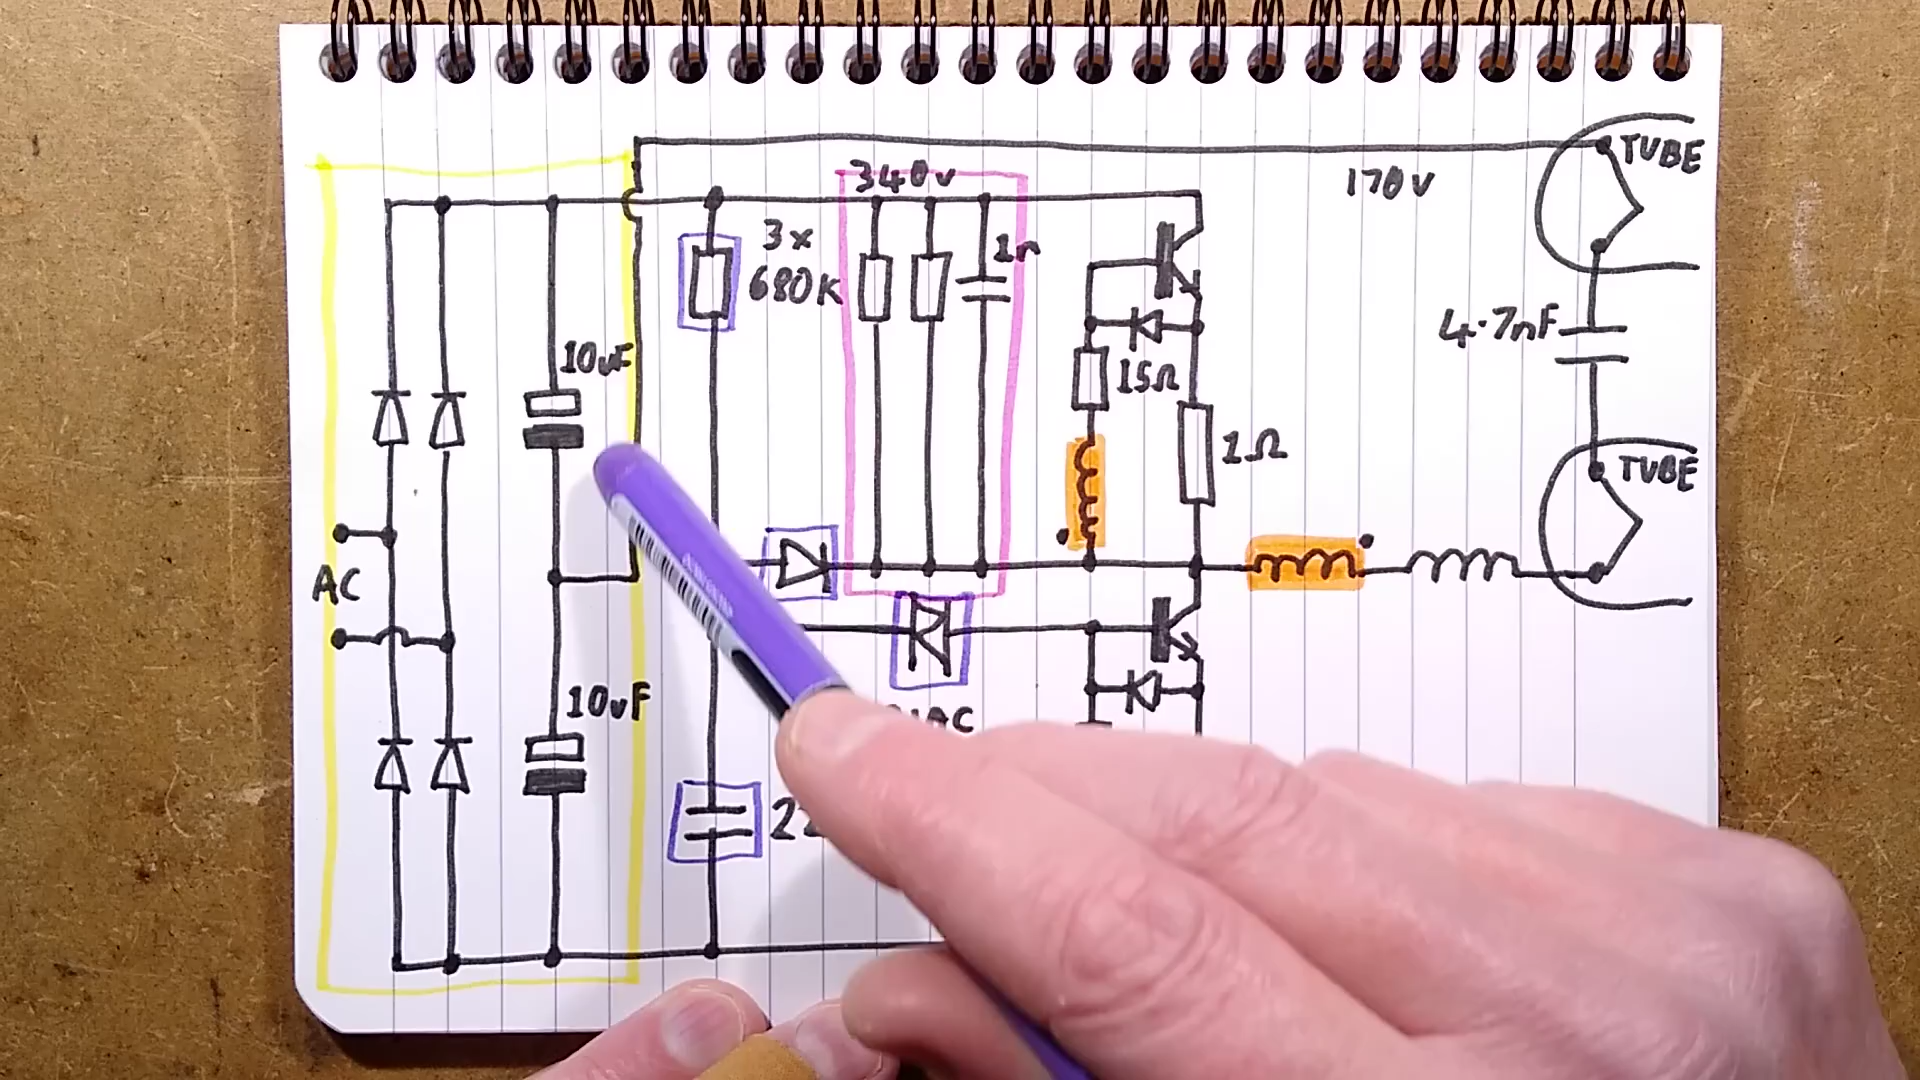 340v
170v
TUBE
3x
680K
1n
4.7nF
10uF
15Ω
1Ω
TUBE
AC
10uF